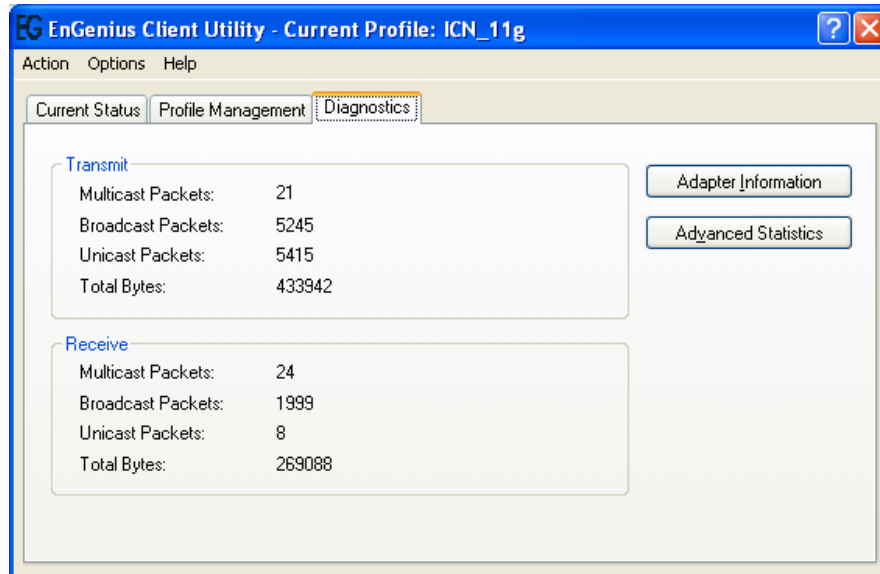 EG EnGenius Client Utility - Current Profile: ICN_11g ? X
Action Options Help
Current Status Profile Management Diagnostics
Transmit
Multicast Packets: 21
Broadcast Packets: 5245
Unicast Packets: 5415
Total Bytes: 433942
Adapter Information
Advanced Statistics
Receive
Multicast Packets: 24
Broadcast Packets: 1999
Unicast Packets: 8
Total Bytes: 269088